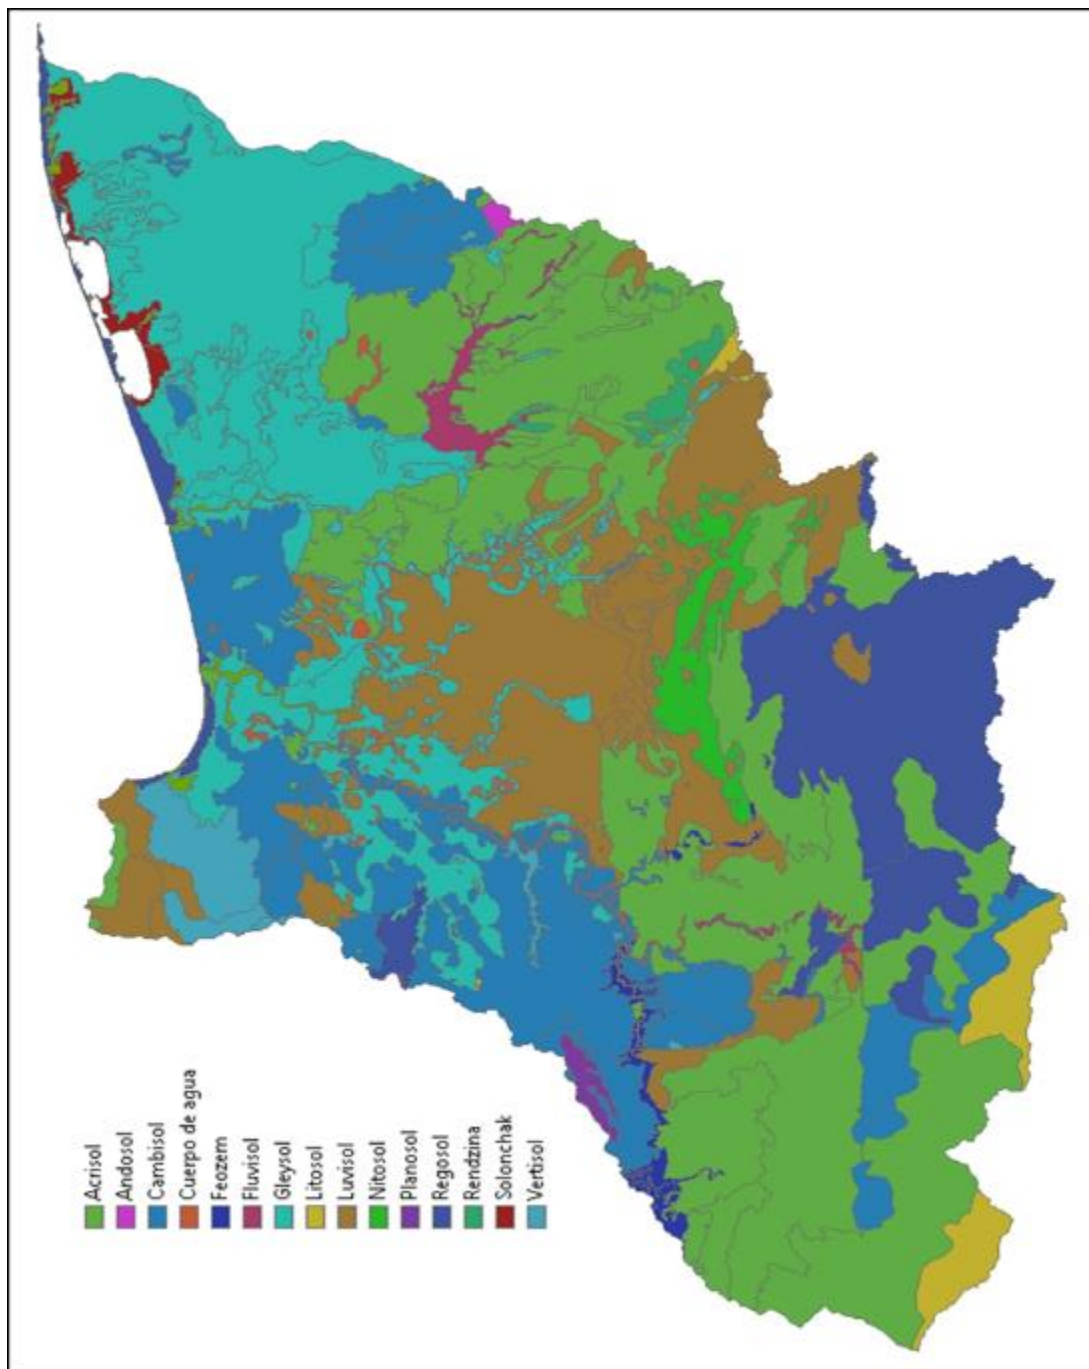 Acrisol
Andosol
Cambisol
Cuerpo de agua
Feozem
Fluvisol
Gleysol
Litosol
Luvisol
Nitosol
Planosol
Regosol
Rendzina
Solonchak
Vertisol